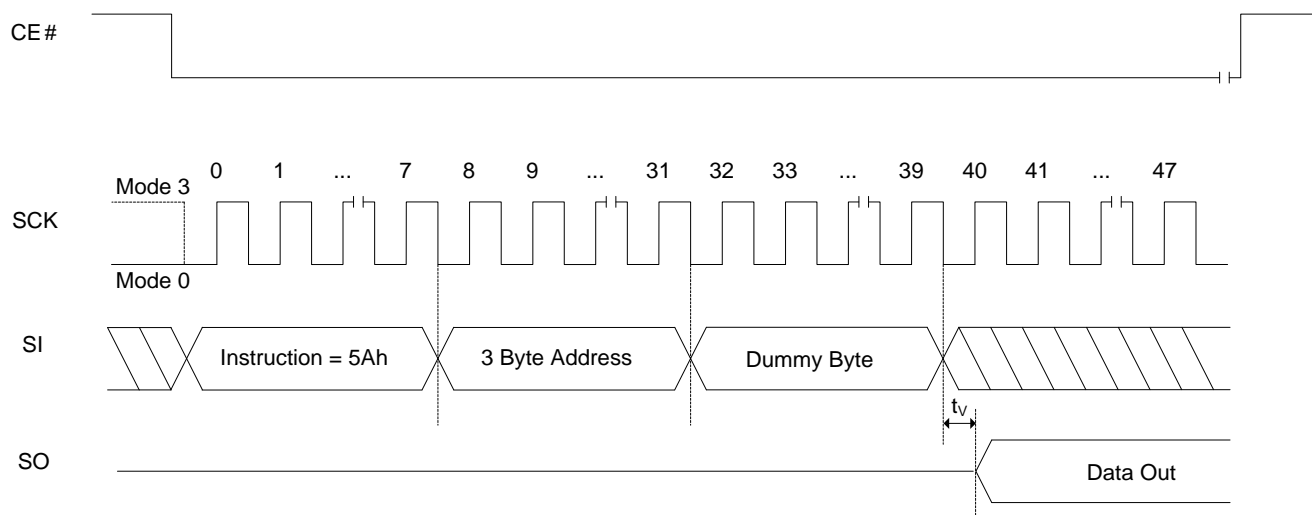 CE#
0 1 ... 7 8 9 ... 31 32 33 ... 39 40 41 ... 47
Mode 3
SCK
Mode 0
SI
Instruction = 5Ah
3 Byte Address
Dummy Byte
tV
SO
Data Out